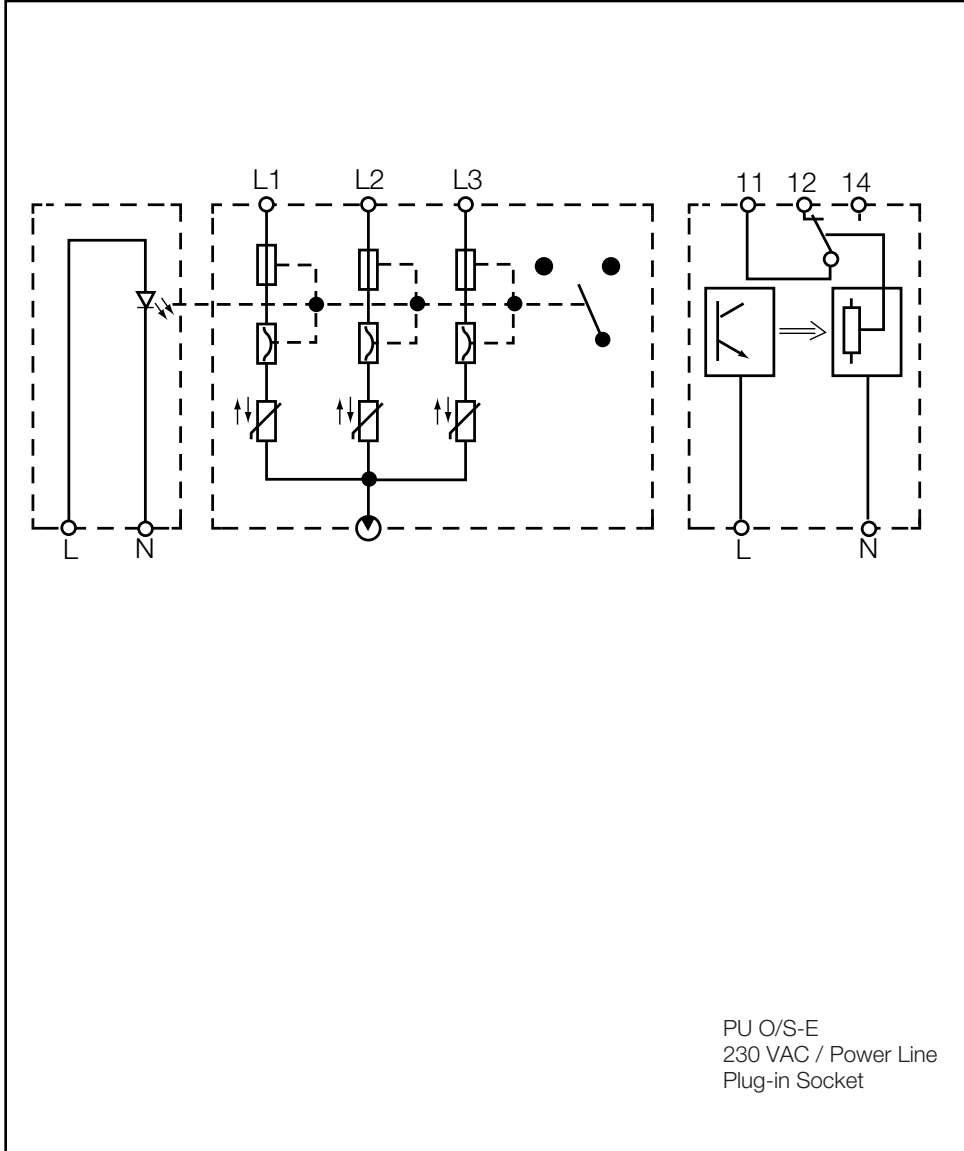 L1 L2 L3 11 12 14
L N L N
PU O/S-E
230 VAC / Power Line
Plug-in Socket